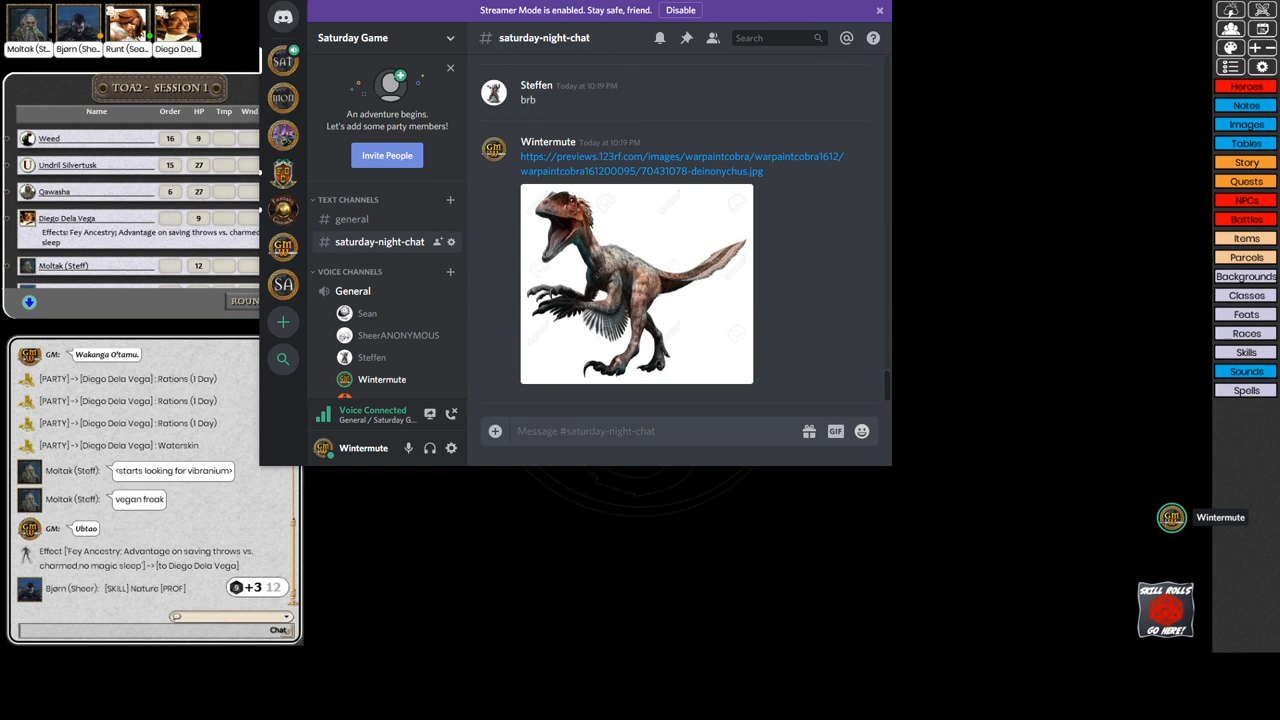 Moltak (St...
Bjørn (She...
Runt (Sea...
Diego Del...
TOA2 - SESSION 1
Name Order HP Tmp Wnd
Weed 16 9
Undril Silvertusk 15 27
Qawasha 6 27
Diego Dela Vega 9
Effects: Fey Ancestry; Advantage on saving throws vs. charmed
sleep
Moltak (Steff) 12
ROUN
GM: Wakanga O'tamu.
[PARTY] -> [Diego Dela Vega] : Rations (1 Day)
[PARTY] -> [Diego Dela Vega] : Rations (1 Day)
[PARTY] -> [Diego Dela Vega] : Rations (1 Day)
[PARTY] -> [Diego Dela Vega] : Waterskin
Moltak (Steff): <starts looking for vibranium>
Moltak (Steff): vegan freak
GM: Ubtao
Effect ['Fey Ancestry; Advantage on saving throws vs.
charmed,no magic sleep'] -> [to Diego Dela Vega]
Bjørn (Sheer): [SKILL] Nature [PROF] 9 +3 12
Chat
SAT
MON
GM
W
SA
Streamer Mode is enabled. Stay safe, friend. Disable
Saturday Game
An adventure begins.
Let's add some party members!
Invite People
TEXT CHANNELS
general
saturday-night-chat
VOICE CHANNELS
General
Sean
SheerANONYMOUS
Steffen
Wintermute
Voice Connected
General / Saturday G...
Wintermute
# saturday-night-chat
Search
Steffen Today at 10:19 PM
brb
Wintermute Today at 10:19 PM
https://previews.123rf.com/images/warpaintcobra/warpaintcobra1612/
warpaintcobra161200095/70431078-deinonychus.jpg
Message #saturday-night-chat
GIF
Heroes
Notes
Images
Tables
Story
Quests
NPCs
Battles
Items
Parcels
Backgrounds
Classes
Feats
Races
Skills
Sounds
Spells
Wintermute
SKILL ROLLS
GO HERE!